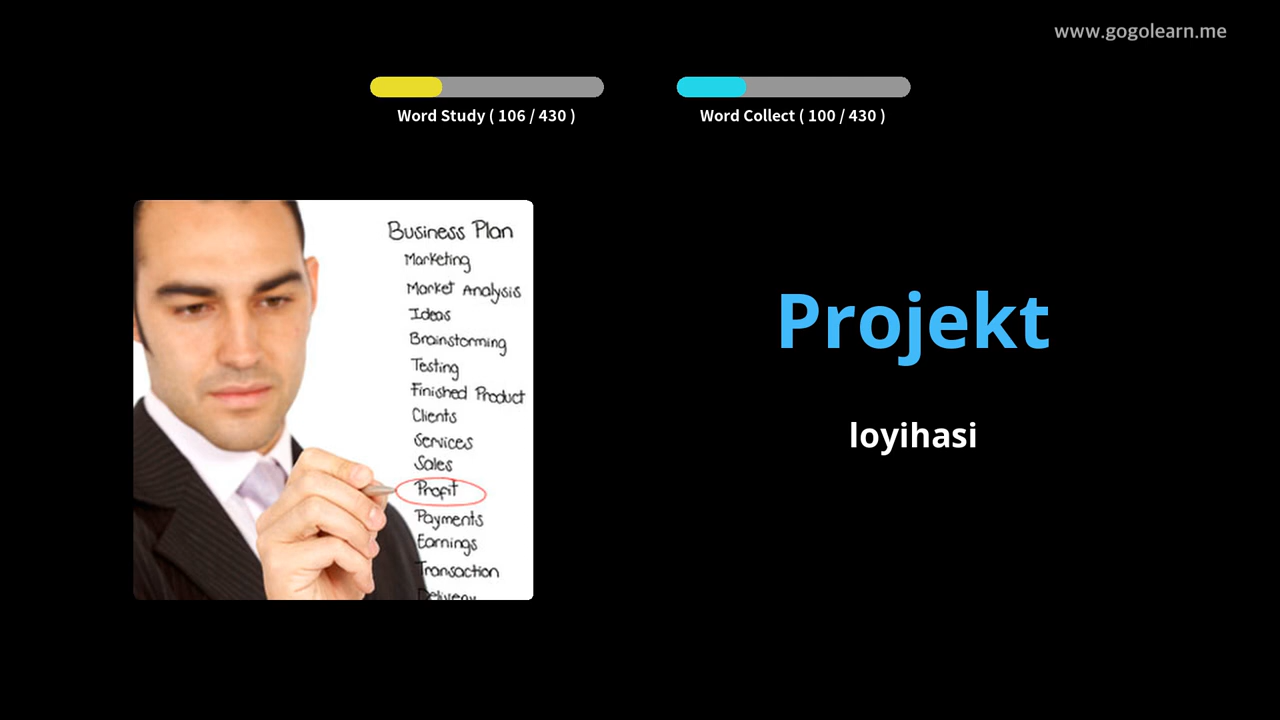 www.gogolearn.me
Word Study ( 106 / 430 )
Word Collect ( 100 / 430 )
Business Plan
Marketing
Market Analysis
Ideas
Brainstorming
Testing
Finished Product
Clients
Services
Sales
Profit
Payments
Earnings
Transaction
Delivery
Projekt
loyihasi